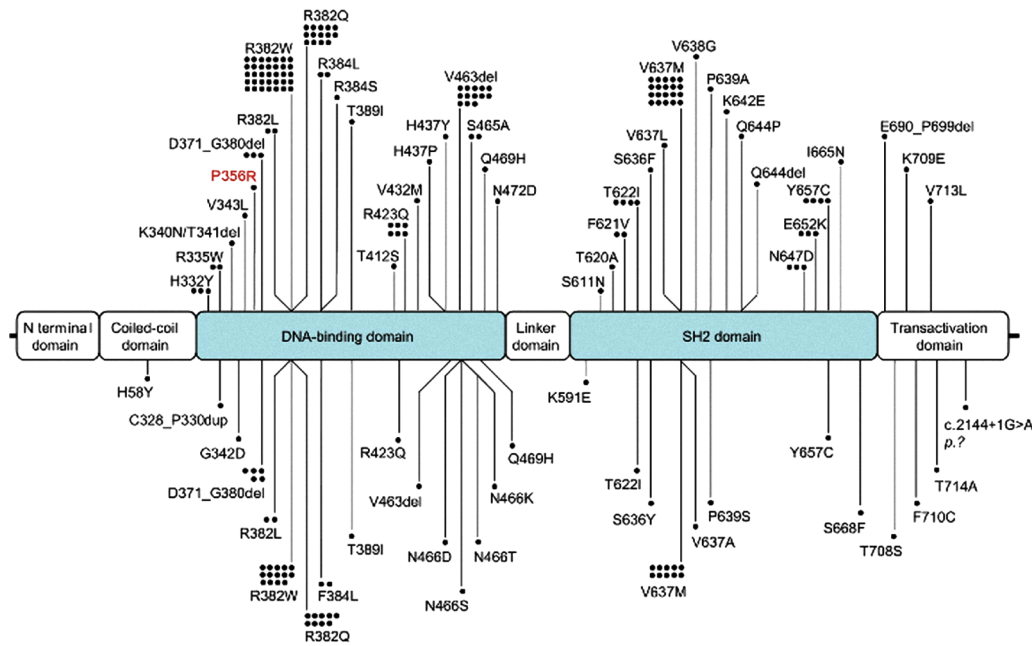 R382Q
R382W
V638G
R384L
V637M
V463del
R384S
P639A
K642E
T389I
R382L
S465A
H437Y
Q644P
E690_P699del
D371_G380del
V637L
H437P
I665N
S636F
Q469H
K709E
P356R
Q644del
V432M
N472D
T622I
Y657C
V713L
V343L
R423Q
F621V
E652K
K340N/T341del
T412S
T620A
N647D
R335W
S611N
H332Y
N terminal
domain
Coiled-coil
domain
DNA-binding domain
Linker
domain
SH2 domain
Transactivation
domain
H58Y
K591E
C328_P330dup
c.2144+1G>A
p.?
G342D
R423Q
Y657C
Q469H
T622I
T714A
D371_G380del
V463del
N466K
S636Y
P639S
F710C
S668F
R382L
V637A
T708S
T389I
N466D
N466T
R382W
F384L
V637M
N466S
R382Q